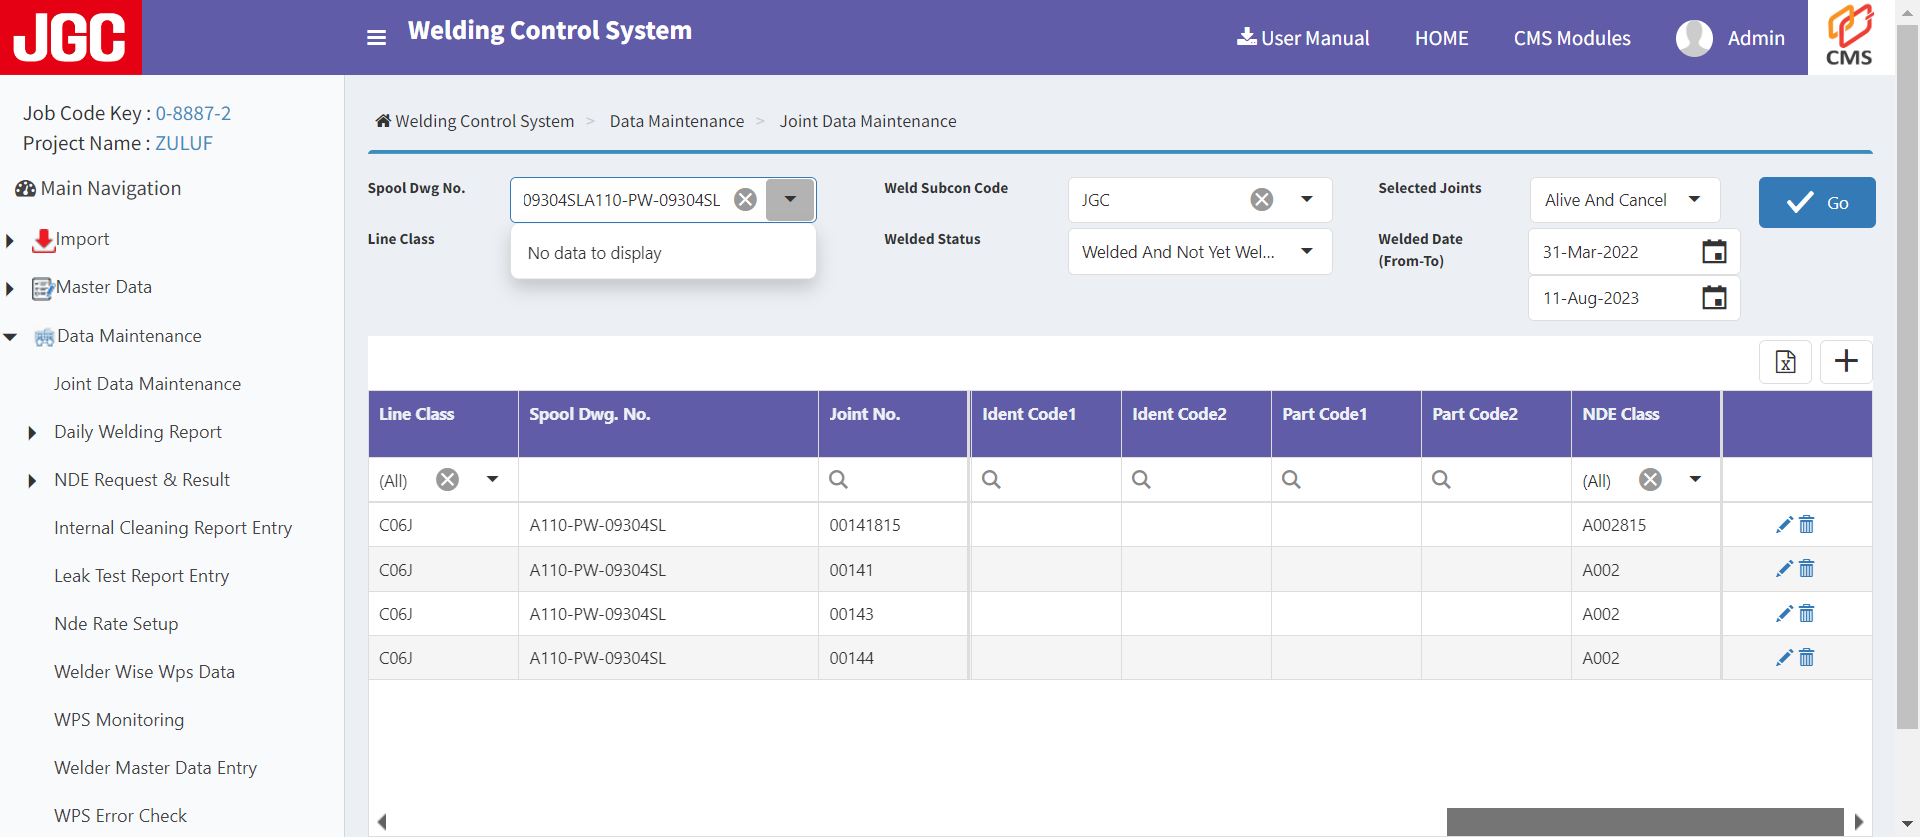 JGC
Welding Control System
User Manual
HOME
CMS Modules
Admin
CMS
Job Code Key : 0-8887-2
Project Name : ZULUF
Main Navigation
Import
Master Data
Data Maintenance
Joint Data Maintenance
Daily Welding Report
NDE Request & Result
Internal Cleaning Report Entry
Leak Test Report Entry
Nde Rate Setup
Welder Wise Wps Data
WPS Monitoring
Welder Master Data Entry
WPS Error Check
Welding Control System > Data Maintenance > Joint Data Maintenance
Spool Dwg No. 09304SLA110-PW-09304SL
Weld Subcon Code JGC
Selected Joints Alive And Cancel
Go
Line Class
No data to display
Welded Status Welded And Not Yet Wel...
Welded Date
(From-To)
31-Mar-2022
11-Aug-2023
Line Class Spool Dwg. No. Joint No. Ident Code1 Ident Code2 Part Code1 Part Code2 NDE Class
(All) (All)
C06J A110-PW-09304SL 00141815 A002815
C06J A110-PW-09304SL 00141 A002
C06J A110-PW-09304SL 00143 A002
C06J A110-PW-09304SL 00144 A002